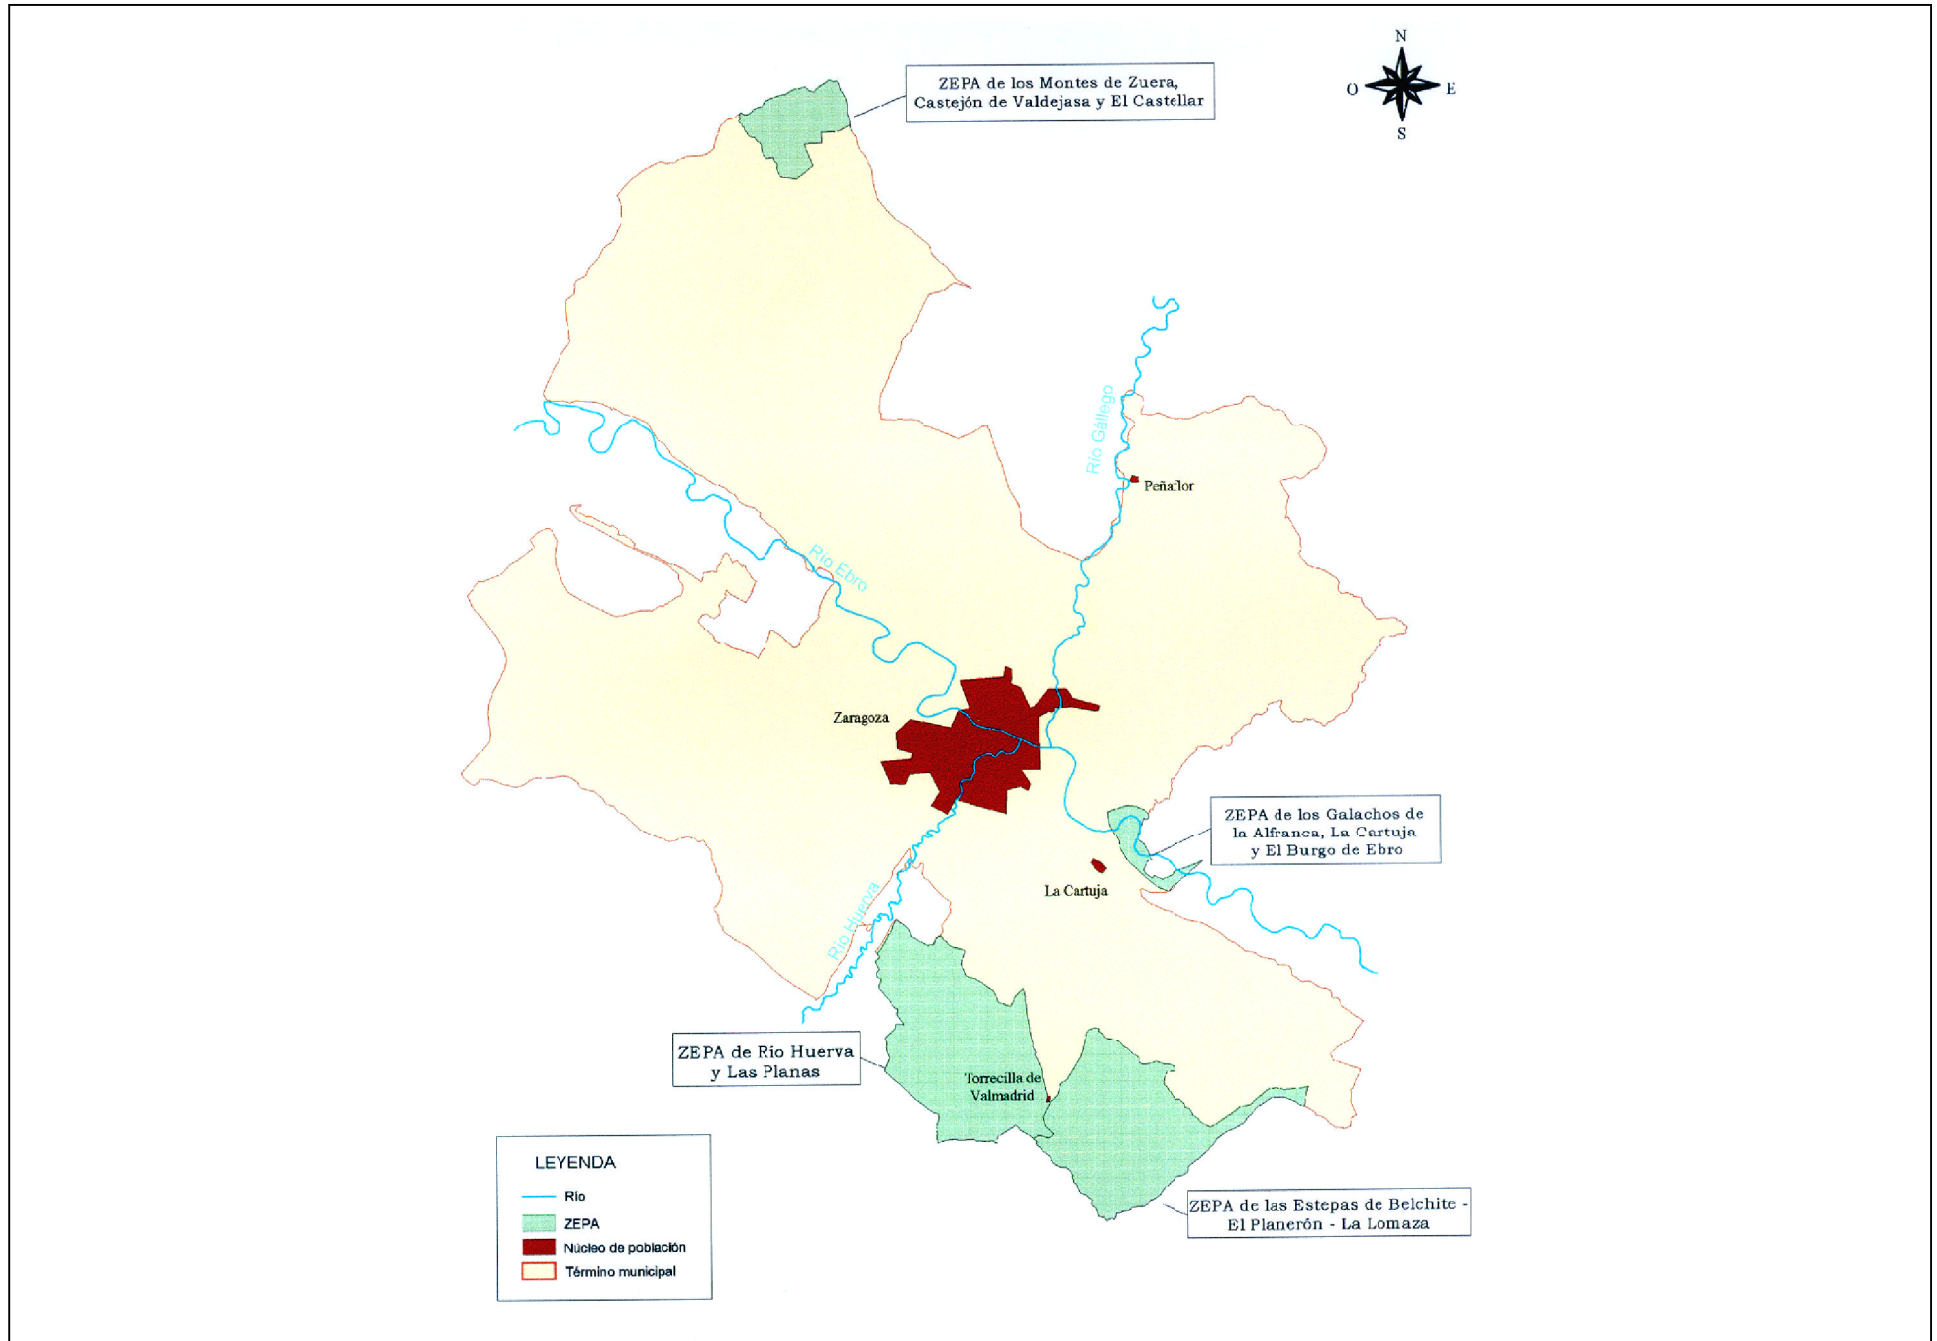 N
O
E
S
ZEPA de los Montes de Zuera,
Castejón de Valdejasa y El Castellar
Río Gállego
Peñaflor
Río Ebro
Zaragoza
ZEPA de los Galachos de
la Alfranca, La Cartuja
y El Burgo de Ebro
La Cartuja
Río Huerva
ZEPA de Río Huerva
y Las Planas
Torrecilla de
Valmadrid
LEYENDA
Río
ZEPA
Núcleo de población
Término municipal
ZEPA de las Estepas de Belchite -
El Planerón - La Lomaza